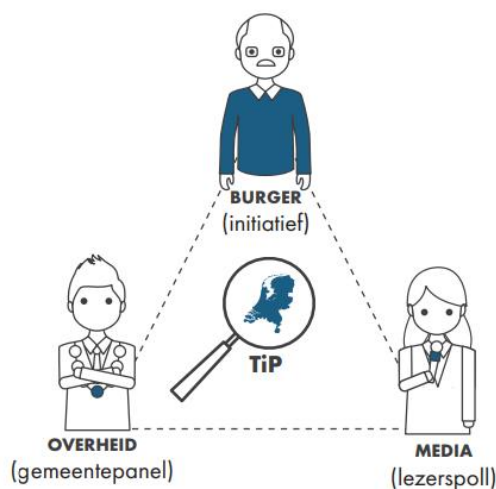 BURGER
(initiatief)
TiP
OVERHEID
(gemeentepanel)
MEDIA
(lezerspoll)